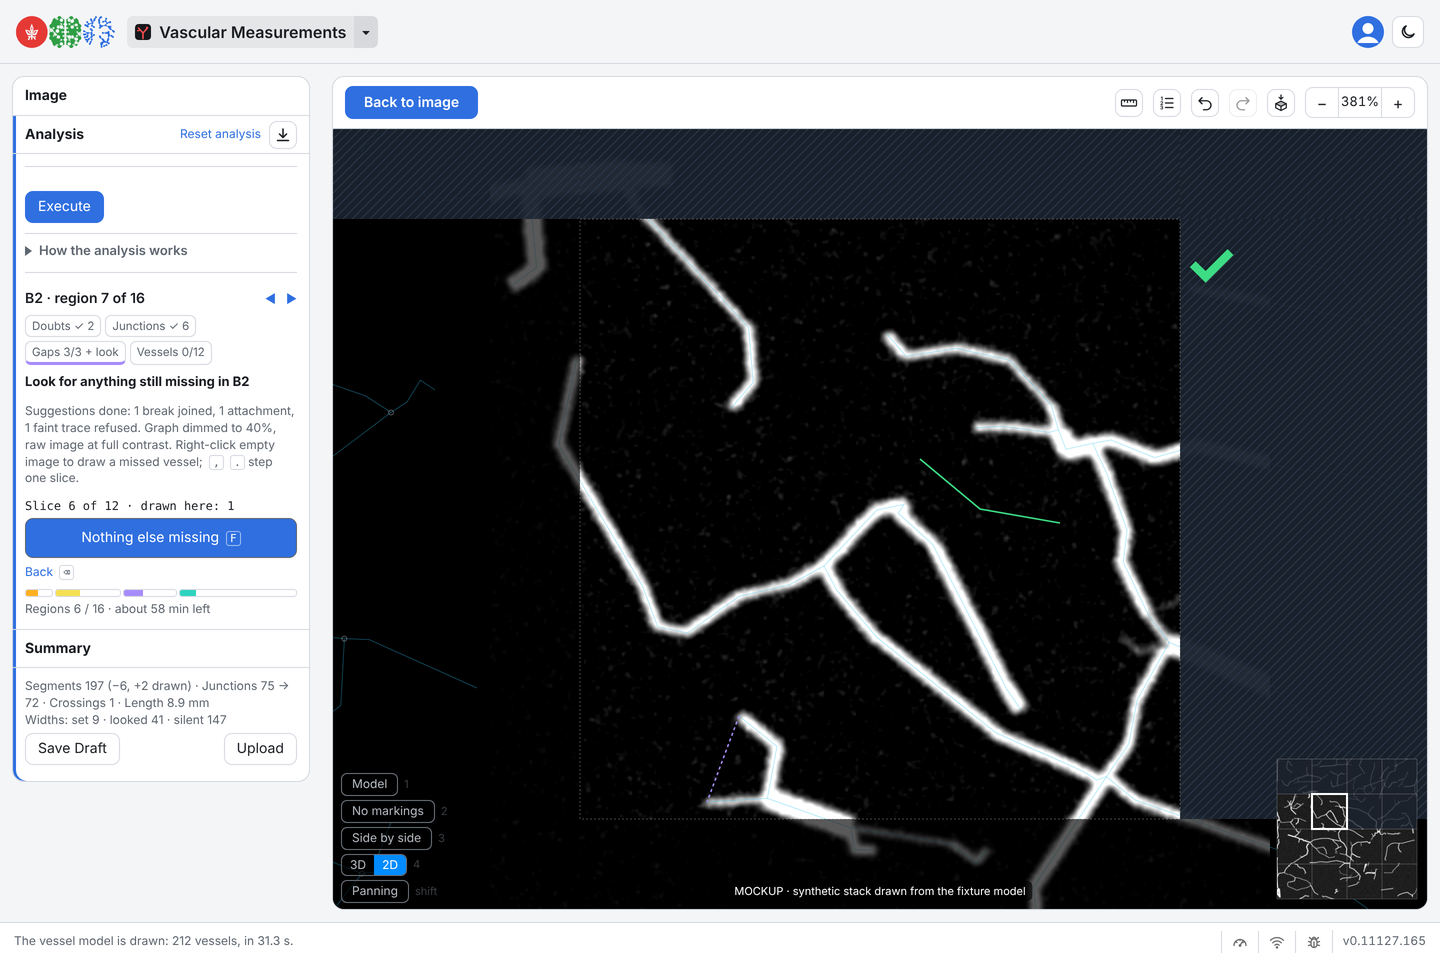 Vascular Measurements
Image
Analysis
Reset analysis
Execute
How the analysis works
B2 · region 7 of 16
Doubts ✓ 2
Junctions ✓ 6
Gaps 3/3 + look
Vessels 0/12
Look for anything still missing in B2
Suggestions done: 1 break joined, 1 attachment,
1 faint trace refused. Graph dimmed to 40%,
raw image at full contrast. Right-click empty
image to draw a missed vessel; , . step
one slice.
Slice 6 of 12 · drawn here: 1
Nothing else missing F
Back
Regions 6 / 16 · about 58 min left
Summary
Segments 197 (−6, +2 drawn) · Junctions 75 →
72 · Crossings 1 · Length 8.9 mm
Widths: set 9 · looked 41 · silent 147
Save Draft
Upload
Back to image
− 381% +
Model 1
No markings 2
Side by side 3
3D 2D 4
Panning shift
MOCKUP · synthetic stack drawn from the fixture model
The vessel model is drawn: 212 vessels, in 31.3 s.
v0.11127.165